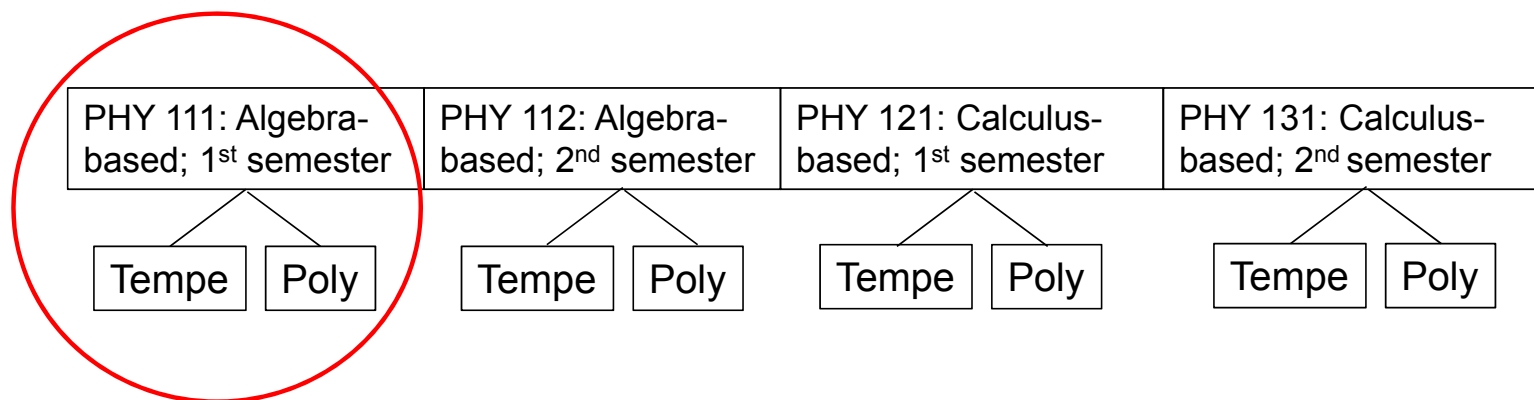 PHY 111: Algebra-
based; 1st semester
PHY 112: Algebra-
based; 2nd semester
PHY 121: Calculus-
based; 1st semester
PHY 131: Calculus-
based; 2nd semester
Tempe
Poly
Tempe
Poly
Tempe
Poly
Tempe
Poly